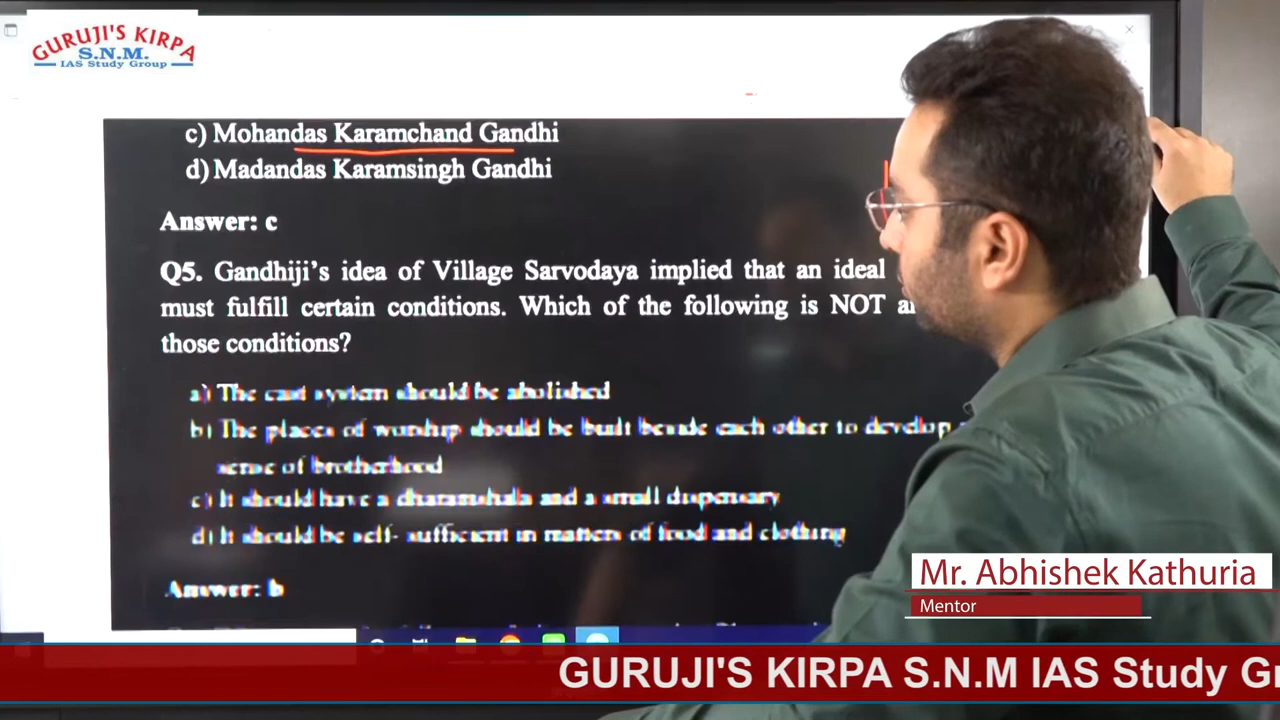 GURUJI'S KIRPA
S.N.M.
IAS Study Group
c) Mohandas Karamchand Gandhi
d) Madandas Karamsingh Gandhi
Answer: c
Q5. Gandhiji's idea of Village Sarvodaya implied that an ideal
must fulfill certain conditions. Which of the following is NOT
those conditions?
a) The cast system should be abolished
b) The places of worship should be built beside each other to develop
sense of brotherhood
c) It should have a dharamshala and a small dispensary
d) It should be self- sufficient in matters of food and clothing
Answer: b
Mr. Abhishek Kathuria
Mentor
GURUJI'S KIRPA S.N.M IAS Study